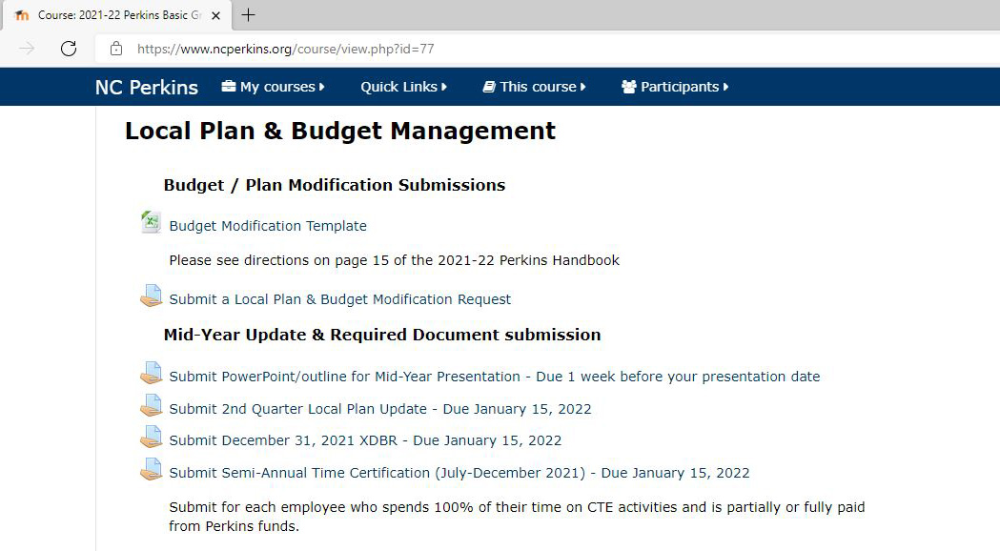 Course: 2021-22 Perkins Basic Gr
https://www.ncperkins.org/course/view.php?id=77
NC Perkins My courses Quick Links This course Participants
Local Plan & Budget Management
Budget / Plan Modification Submissions
Budget Modification Template
Please see directions on page 15 of the 2021-22 Perkins Handbook
Submit a Local Plan & Budget Modification Request
Mid-Year Update & Required Document submission
Submit PowerPoint/outline for Mid-Year Presentation - Due 1 week before your presentation date
Submit 2nd Quarter Local Plan Update - Due January 15, 2022
Submit December 31, 2021 XDBR - Due January 15, 2022
Submit Semi-Annual Time Certification (July-December 2021) - Due January 15, 2022
Submit for each employee who spends 100% of their time on CTE activities and is partially or fully paid
from Perkins funds.